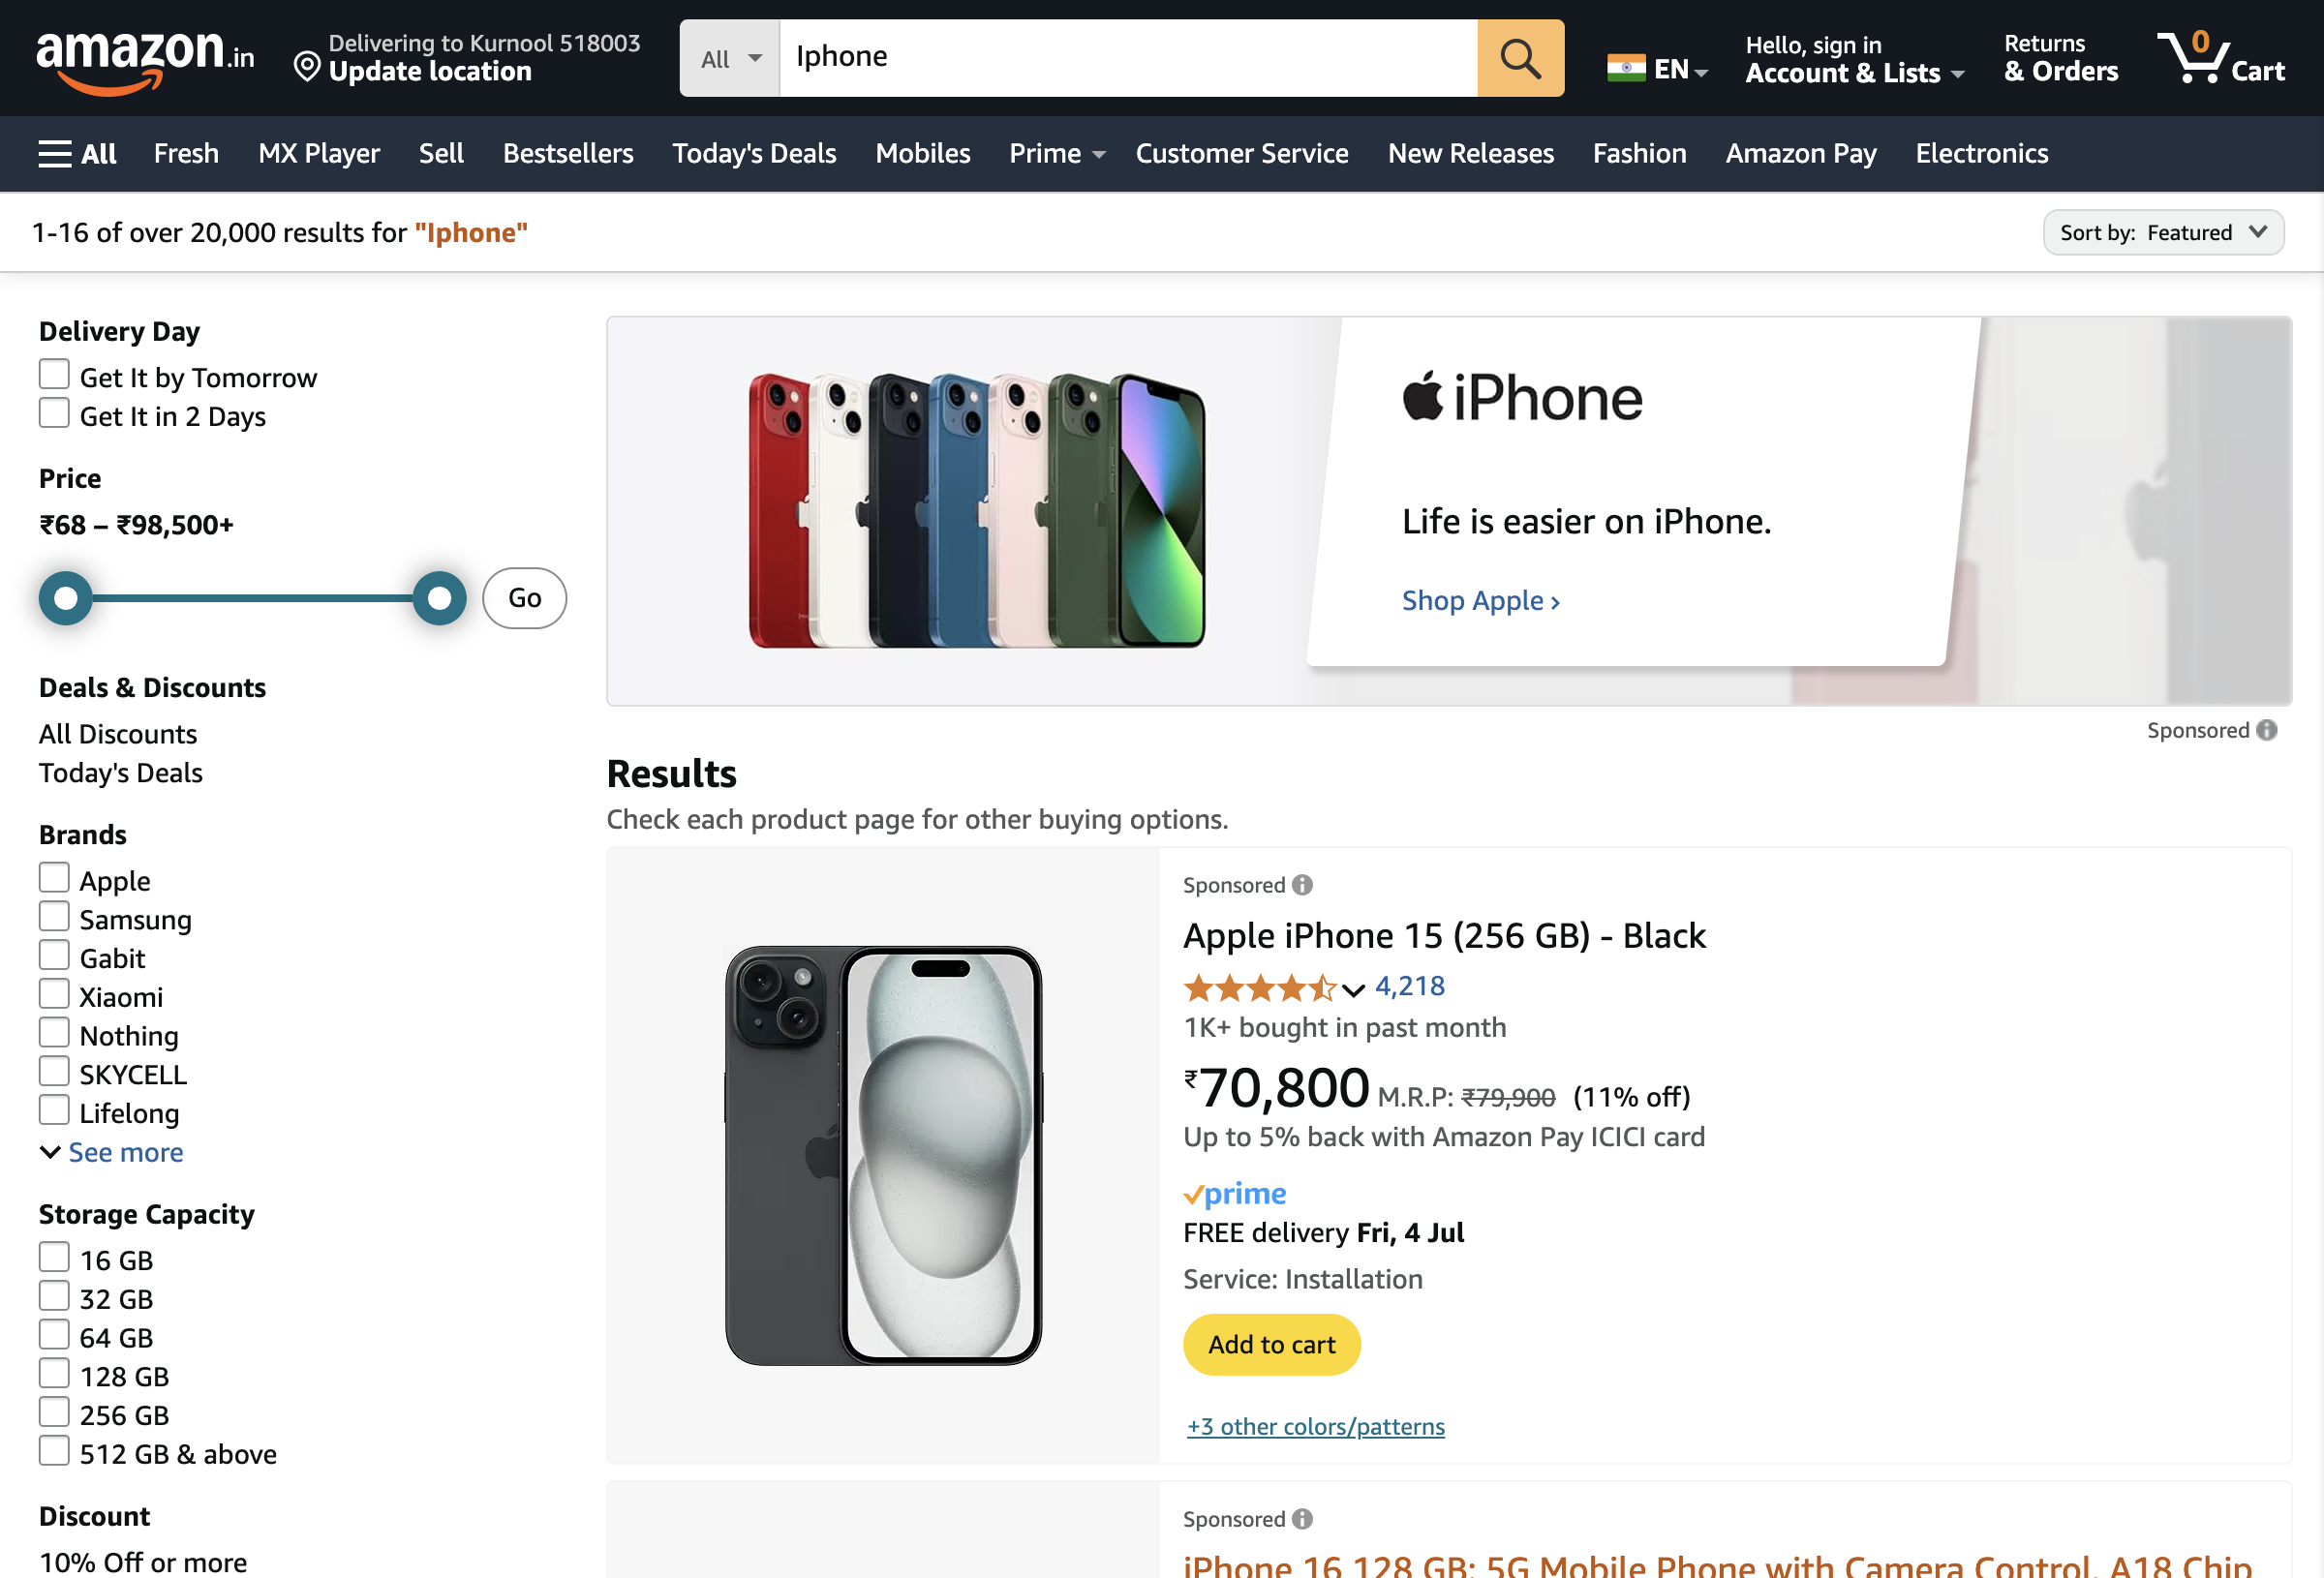 amazon.in
Delivering to Kurnool 518003
Update location
All
Iphone
EN
Hello, sign in
Account & Lists
Returns
& Orders
0
Cart
All
Fresh
MX Player
Sell
Bestsellers
Today's Deals
Mobiles
Prime
Customer Service
New Releases
Fashion
Amazon Pay
Electronics
1-16 of over 20,000 results for "Iphone"
Sort by: Featured
Delivery Day
Get It by Tomorrow
Get It in 2 Days
Price
₹68 – ₹98,500+
Go
Deals & Discounts
All Discounts
Today's Deals
Brands
Apple
Samsung
Gabit
Xiaomi
Nothing
SKYCELL
Lifelong
See more
Storage Capacity
16 GB
32 GB
64 GB
128 GB
256 GB
512 GB & above
Discount
10% Off or more
iPhone
Life is easier on iPhone.
Shop Apple ›
Sponsored
Results
Check each product page for other buying options.
Sponsored
Apple iPhone 15 (256 GB) - Black
4,218
1K+ bought in past month
₹70,800 M.R.P: ₹79,900 (11% off)
Up to 5% back with Amazon Pay ICICI card
prime
FREE delivery Fri, 4 Jul
Service: Installation
Add to cart
+3 other colors/patterns
Sponsored
iPhone 16 128 GB: 5G Mobile Phone with Camera Control, A18 Chip